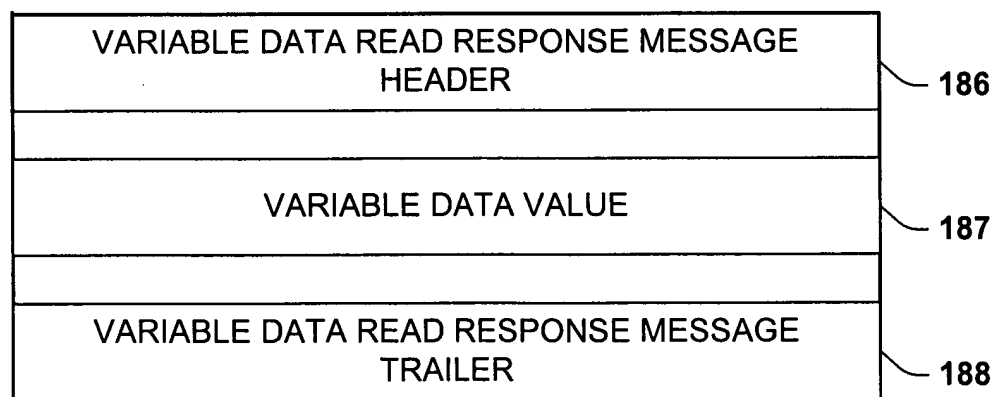 VARIABLE DATA READ RESPONSE MESSAGE
HEADER
186
VARIABLE DATA VALUE
187
VARIABLE DATA READ RESPONSE MESSAGE
TRAILER
188